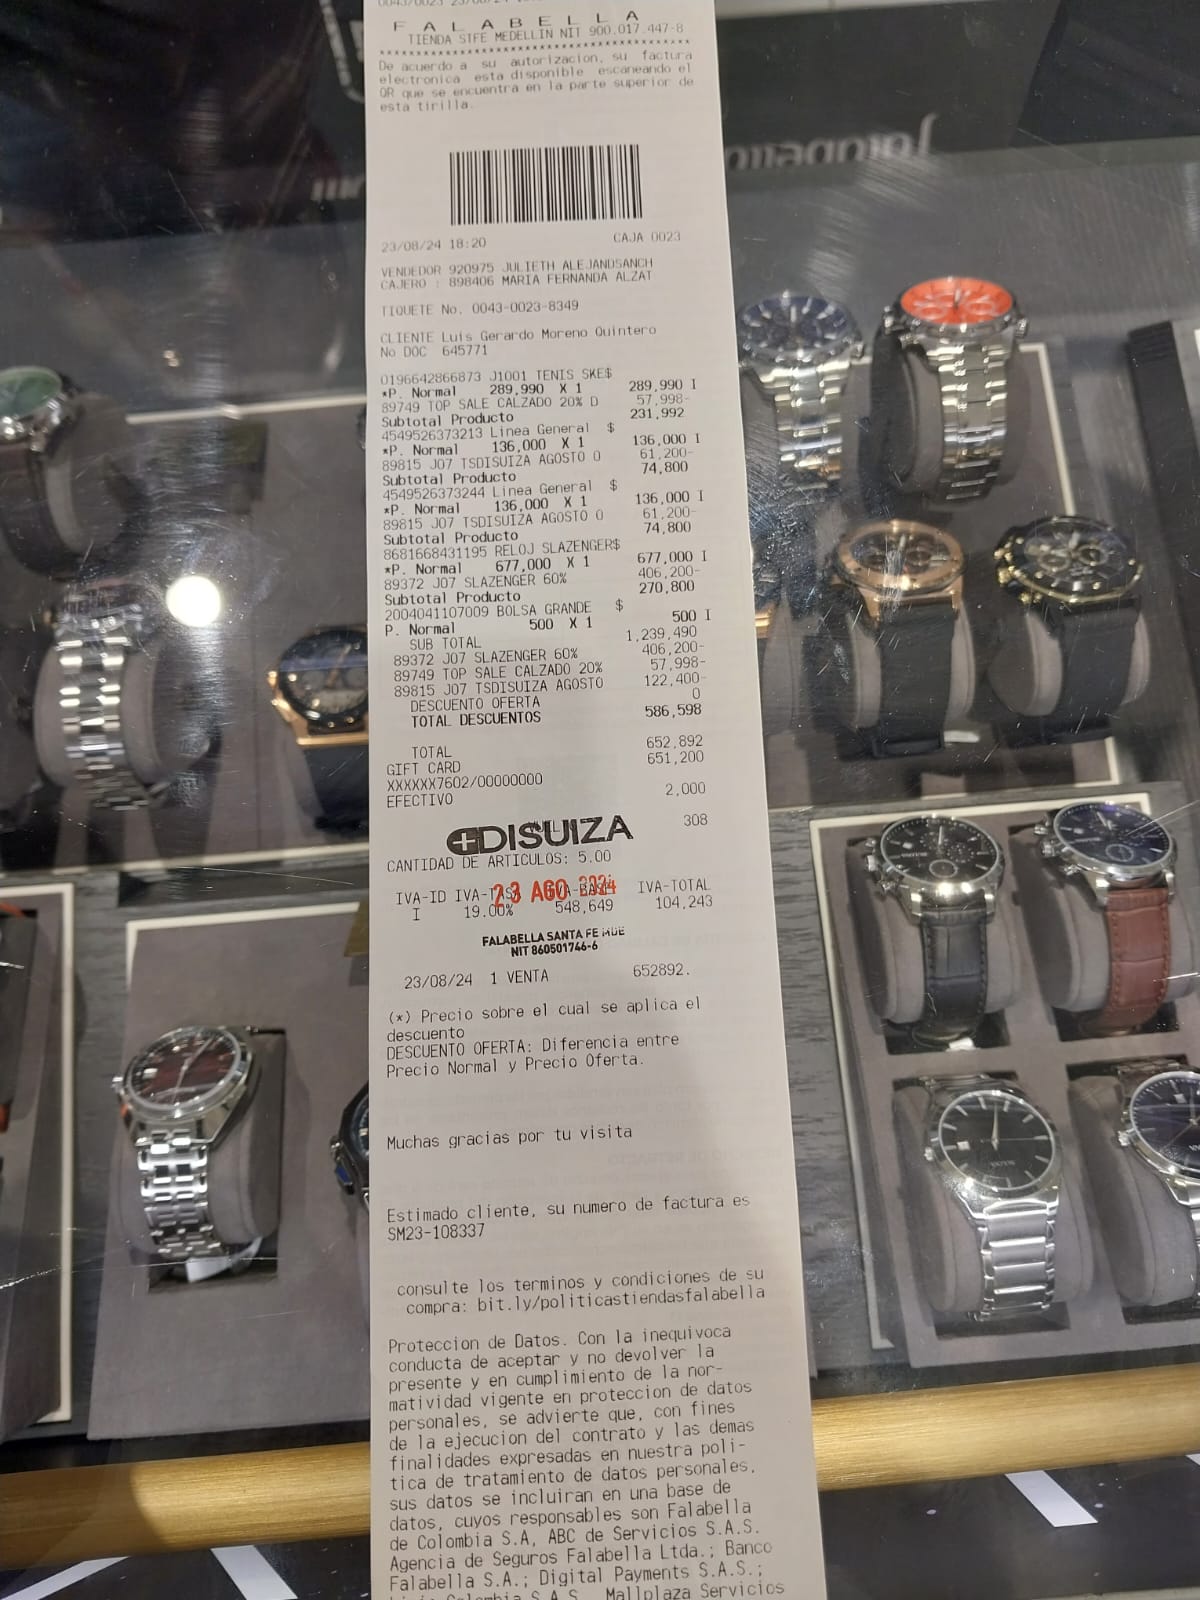 F A L A B E L L A
TIENDA STFE MEDELLIN NIT 900.017.447-8
****************************************
De acuerdo a su autorizacion, su factura
electronica esta disponible escaneando el
QR que se encuentra en la parte superior de
esta tirilla.
23/08/24 18:20 CAJA 0023
VENDEDOR 920975 JULIETH ALEJANDSANCH
CAJERO : 898406 MARIA FERNANDA ALZAT
TIQUETE No. 0043-0023-8349
CLIENTE Luis Gerardo Moreno Quintero
No DOC 645771
0196642866873 J1001 TENIS SKE$
*P. Normal 289,990 X 1 289,990 I
89749 TOP SALE CALZADO 20% D 57,998-
Subtotal Producto 231,992
4549526373213 Linea General $
*P. Normal 136,000 X 1 136,000 I
89815 J07 TSDISUIZA AGOSTO O 61,200-
Subtotal Producto 74,800
4549526373244 Linea General $
*P. Normal 136,000 X 1 136,000 I
89815 J07 TSDISUIZA AGOSTO O 61,200-
Subtotal Producto 74,800
8681668431195 RELOJ SLAZENGER$
*P. Normal 677,000 X 1 677,000 I
89372 J07 SLAZENGER 60% 406,200-
Subtotal Producto 270,800
2004041107009 BOLSA GRANDE $
P. Normal 500 X 1 500 I
SUB TOTAL 1,239,490
89372 J07 SLAZENGER 60% 406,200-
89749 TOP SALE CALZADO 20% 57,998-
89815 J07 TSDISUIZA AGOSTO 122,400-
DESCUENTO OFERTA 0
TOTAL DESCUENTOS 586,598
TOTAL 652,892
GIFT CARD 651,200
XXXXXX7602/00000000
EFECTIVO 2,000
308
DISUIZA
CANTIDAD DE ARTICULOS: 5.00
IVA-ID IVA-TAS IVA-BASE IVA-TOTAL
23 AGO 2024
I 19.00% 548,649 104,243
FALABELLA SANTA FE MDE
NIT 860501746-6
23/08/24 1 VENTA 652892.
(*) Precio sobre el cual se aplica el
descuento
DESCUENTO OFERTA: Diferencia entre
Precio Normal y Precio Oferta.
Muchas gracias por tu visita
Estimado cliente, su numero de factura es
SM23-108337
consulte los terminos y condiciones de su
compra: bit.ly/politicastiendasfalabella
Proteccion de Datos. Con la inequivoca
conducta de aceptar y no devolver la
presente y en cumplimiento de la nor-
matividad vigente en proteccion de datos
personales, se advierte que, con fines
de la ejecucion del contrato y las demas
finalidades expresadas en nuestra poli-
tica de tratamiento de datos personales,
sus datos se incluiran en una base de
datos, cuyos responsables son Falabella
de Colombia S.A, ABC de Servicios S.A.S.
Agencia de Seguros Falabella Ltda.; Banco
Falabella S.A.; Digital Payments S.A.S.;
Colombia S.A.S. Mallplaza Servicios
falabella